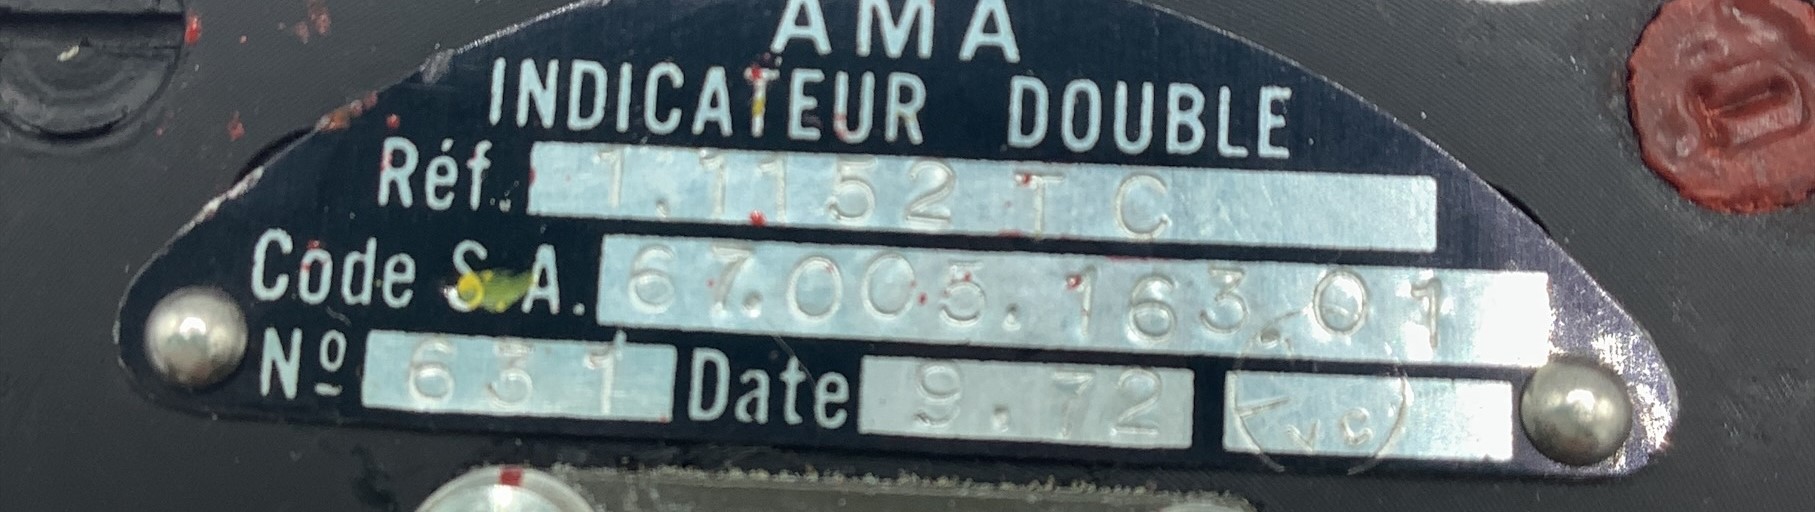 AMA
INDICATEUR DOUBLE
Réf. 1.1152 TC
Code S.A. 67.005.163.01
Nº 631 Date 9.72